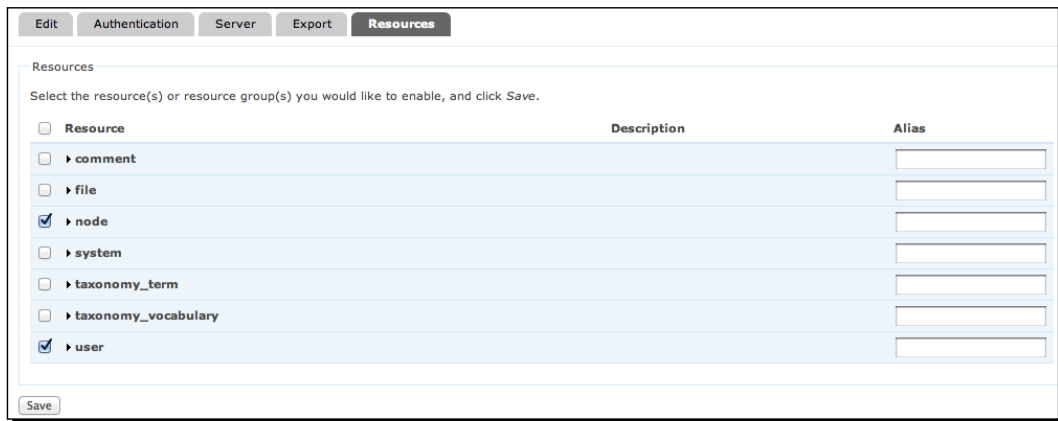 Edit Authentication Server Export Resources
Resources
Select the resource(s) or resource group(s) you would like to enable, and click Save.
Resource Description Alias
comment
file
node
system
taxonomy_term
taxonomy_vocabulary
user
Save